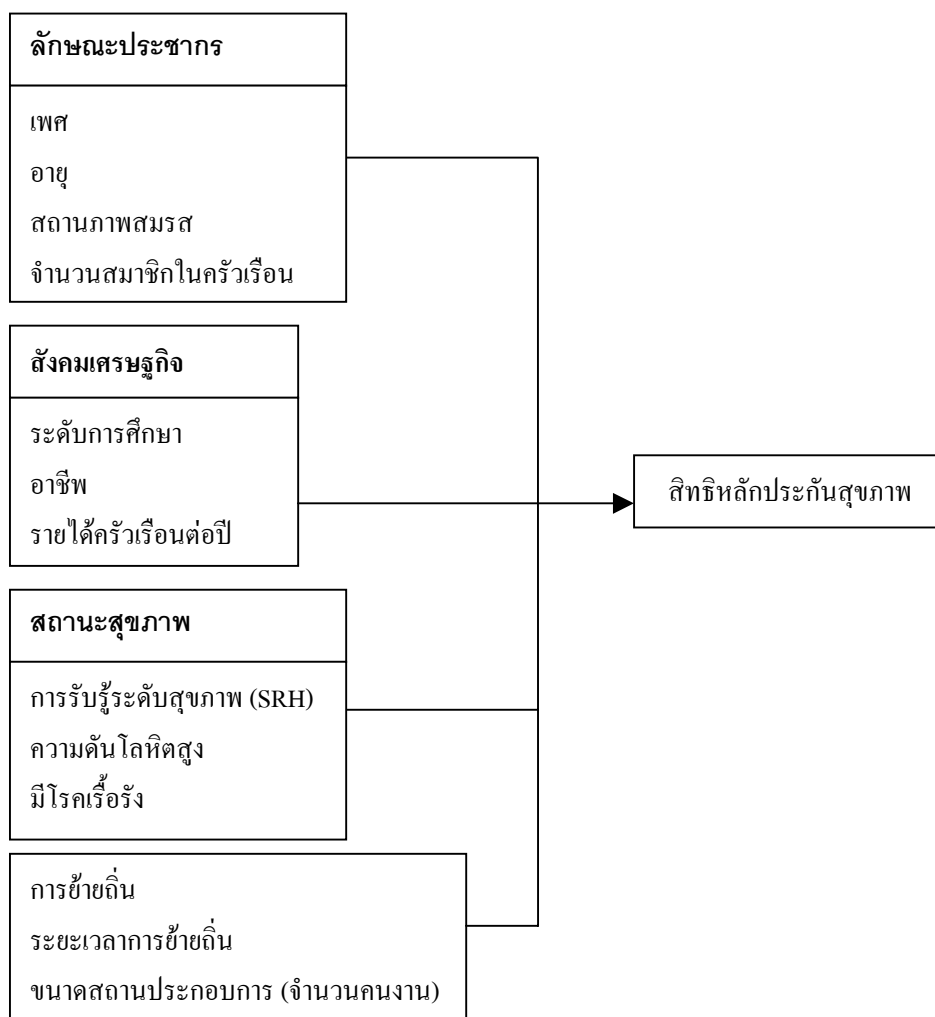 ลักษณะประชากร
เพศ
อายุ
สถานภาพสมรส
จำนวนสมาชิกในครัวเรือน
สังคมเศรษฐกิจ
ระดับการศึกษา
อาชีพ
รายได้ครัวเรือนต่อปี
สิทธิหลักประกันสุขภาพ
สถานะสุขภาพ
การรับรู้ระดับสุขภาพ (SRH)
ความดันโลหิตสูง
มีโรคเรื้อรัง
การย้ายถิ่น
ระยะเวลาการย้ายถิ่น
ขนาดสถานประกอบการ (จำนวนคนงาน)